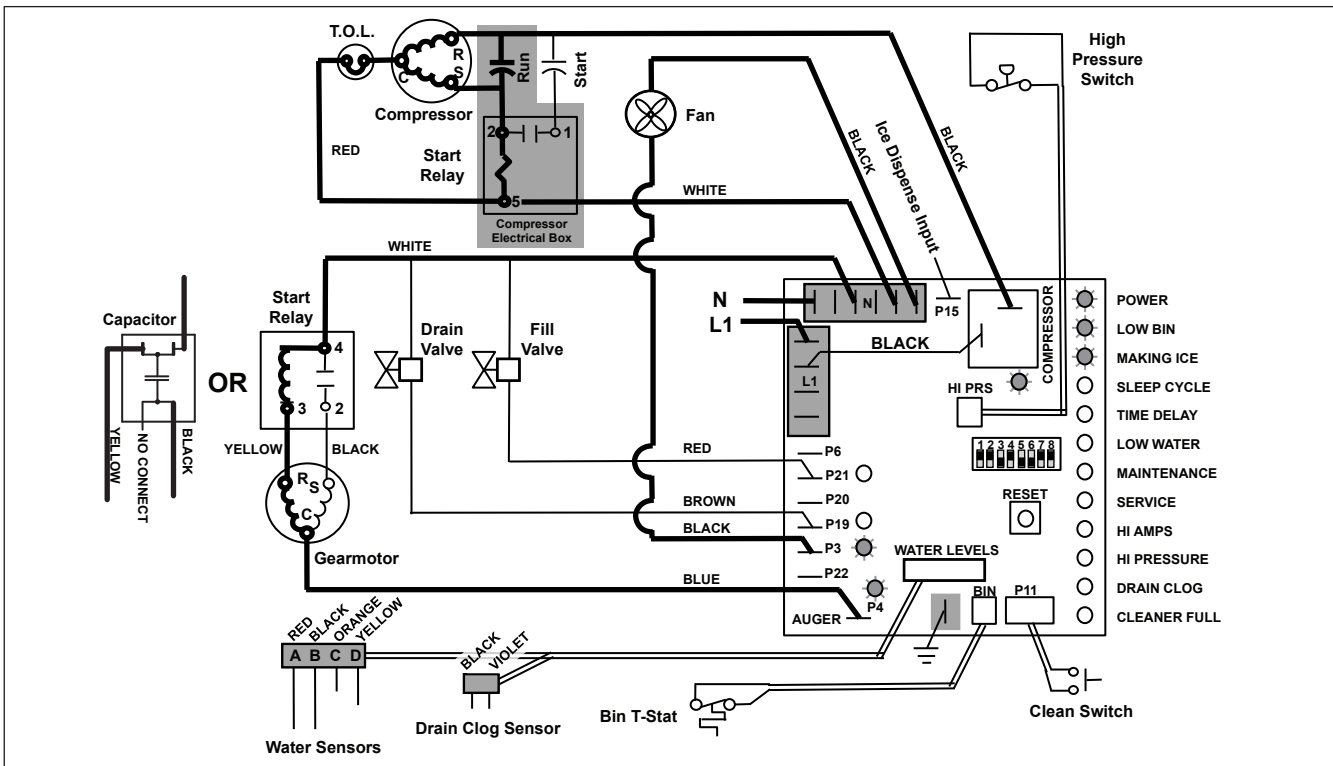 T.O.L.
R
S
C
Compressor
Run
Start
2
1
Start
Relay
5
Compressor
Electrical Box
RED
WHITE
WHITE
Fan
BLACK
Ice Dispense Input
BLACK
High
Pressure
Switch
Capacitor
YELLOW
NO CONNECT
BLACK
OR
Start
Relay
4
3
2
YELLOW
BLACK
R
S
C
Gearmotor
Drain
Valve
Fill
Valve
N
L1
N
P15
BLACK
L1
COMPRESSOR
HI PRS
1 2 3 4 5 6 7 8
RESET
POWER
LOW BIN
MAKING ICE
SLEEP CYCLE
TIME DELAY
LOW WATER
MAINTENANCE
SERVICE
HI AMPS
HI PRESSURE
DRAIN CLOG
CLEANER FULL
RED
BROWN
BLACK
BLUE
P6
P21
P20
P19
P3
P22
P4
AUGER
WATER LEVELS
BIN
P11
RED
BLACK
ORANGE
YELLOW
A B C D
Water Sensors
BLACK
VIOLET
Drain Clog Sensor
Bin T-Stat
Clean Switch